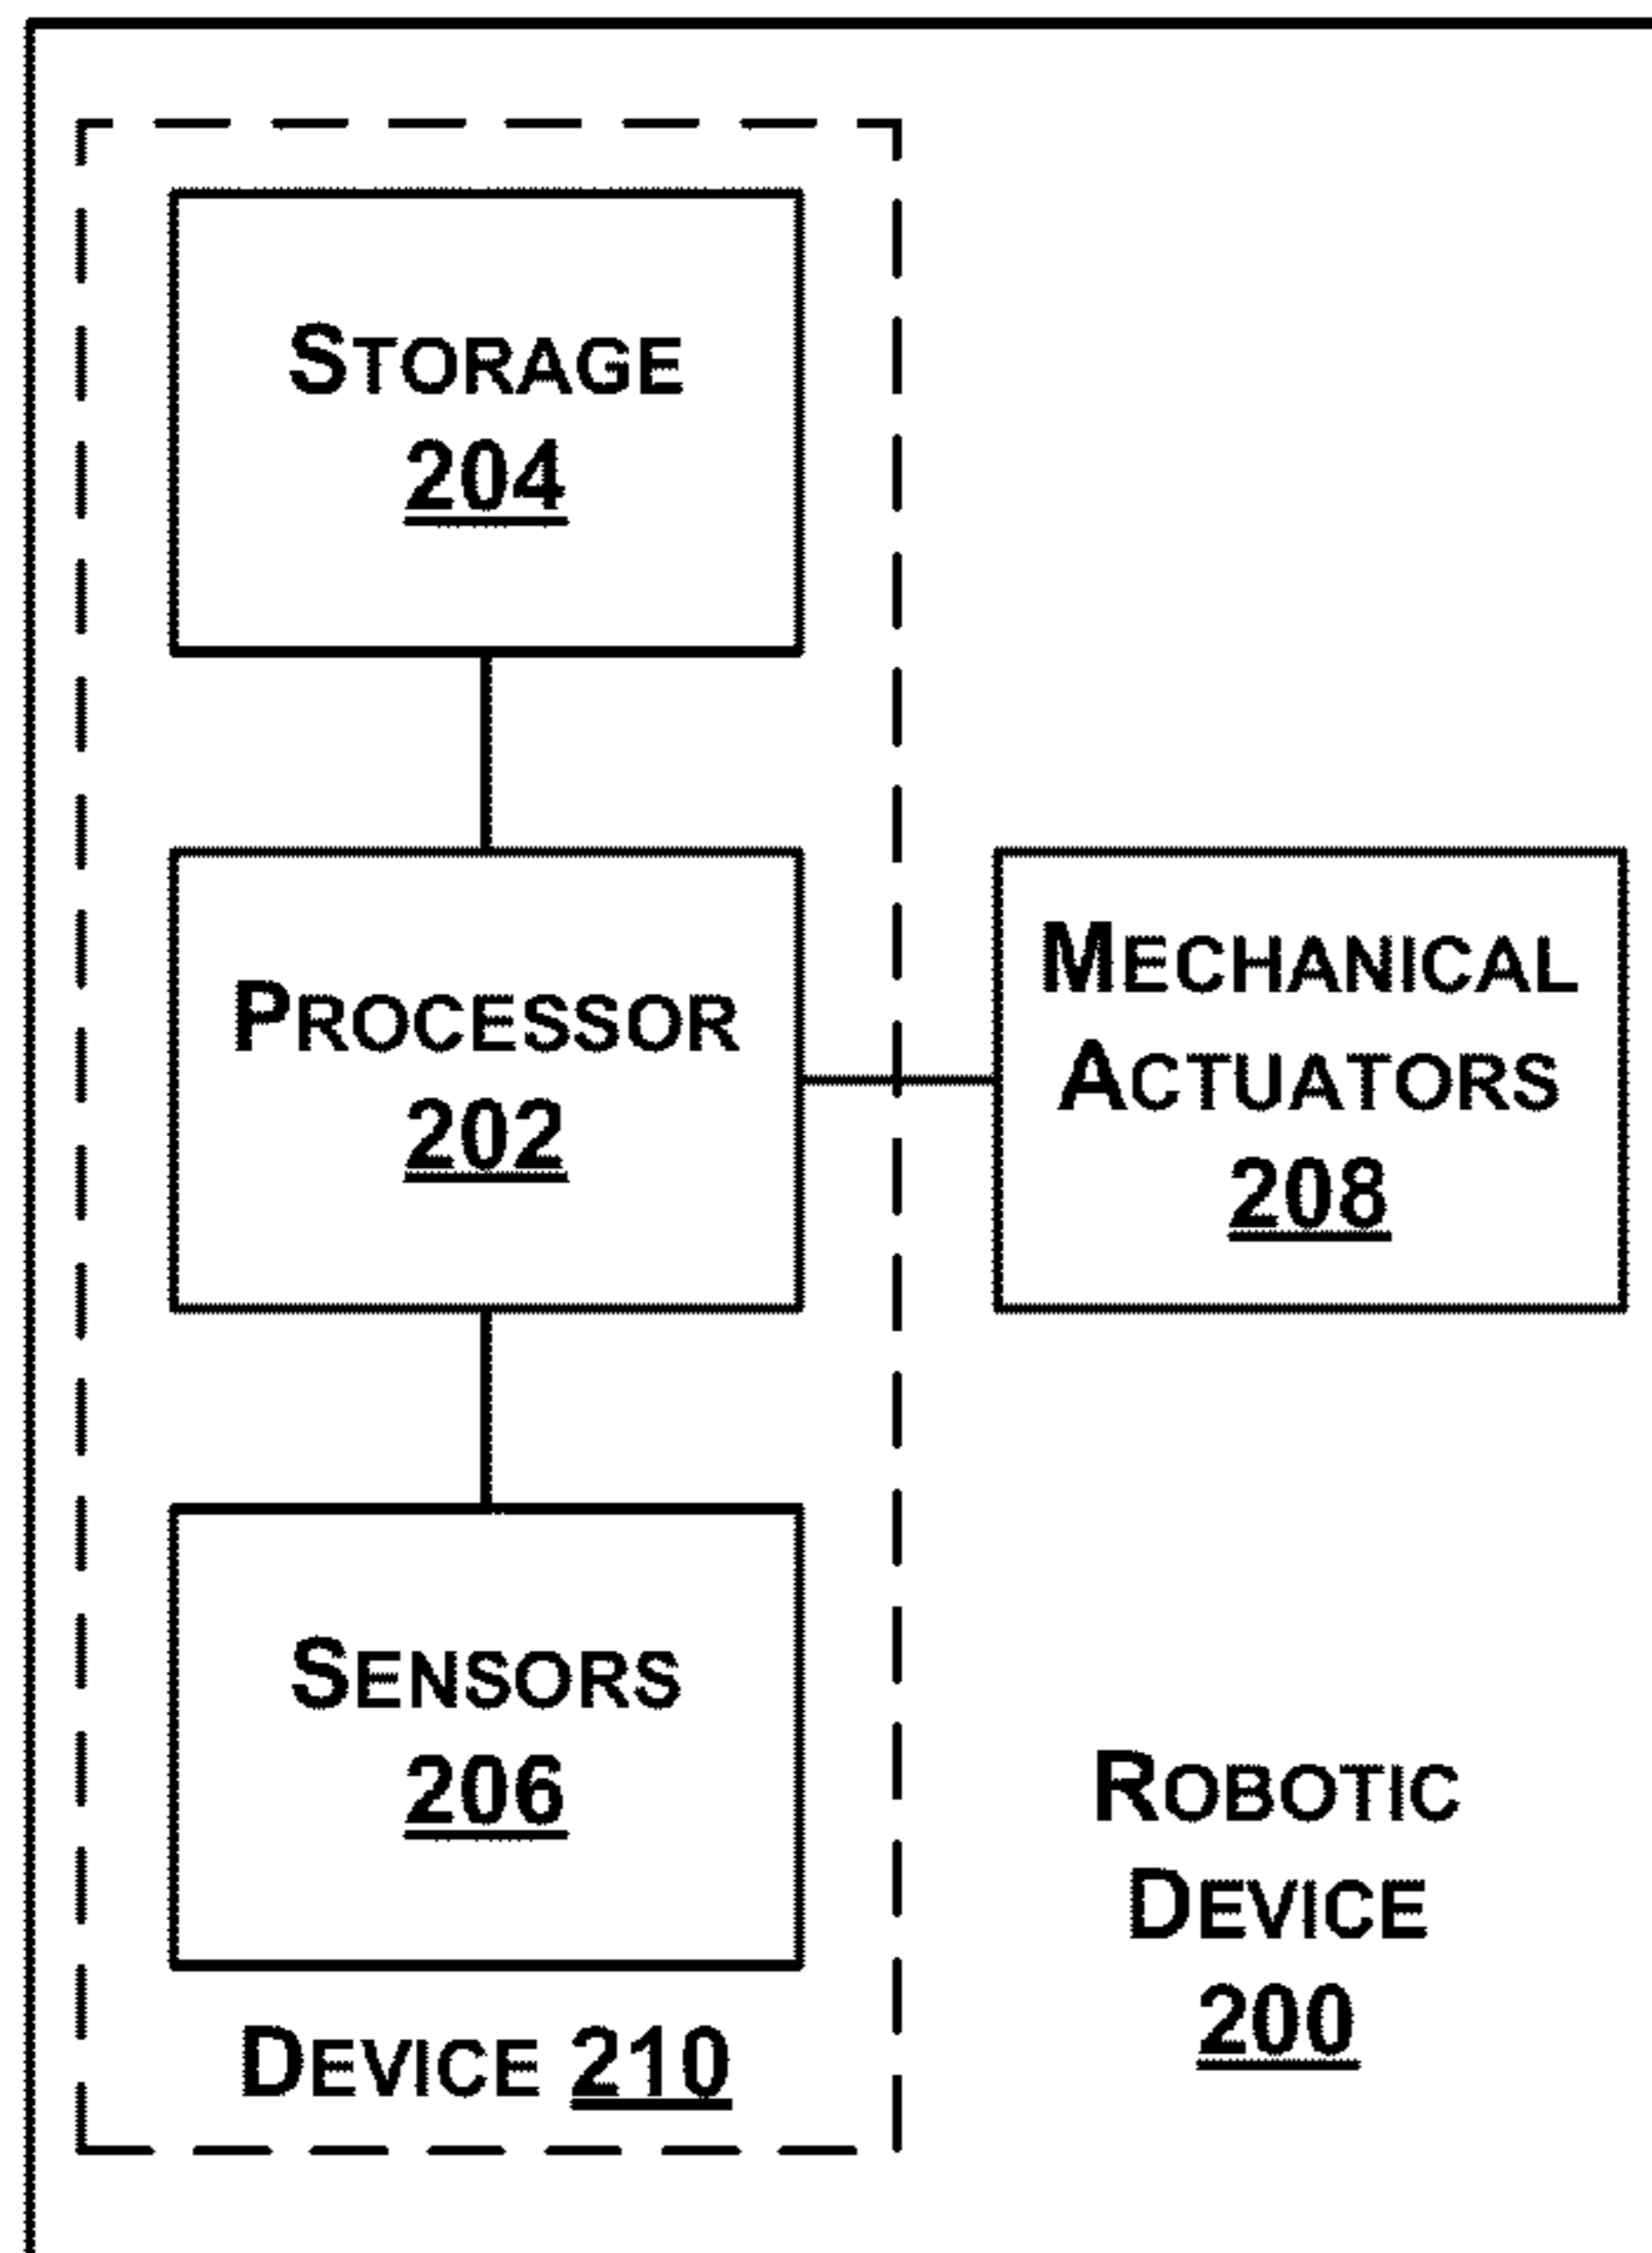 STORAGE
204
PROCESSOR
202
MECHANICAL
ACTUATORS
208
SENSORS
206
DEVICE 210
ROBOTIC
DEVICE
200